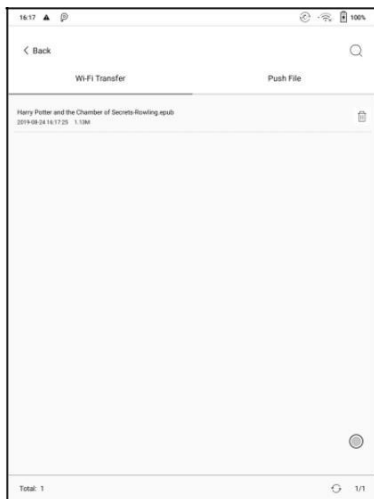 16:17 100%
Back
Wi-Fi Transfer Push File
Harry Potter and the Chamber of Secrets-Rowling.epub
2019-08-24 16:17:25 1.13M
Total: 1 1/1